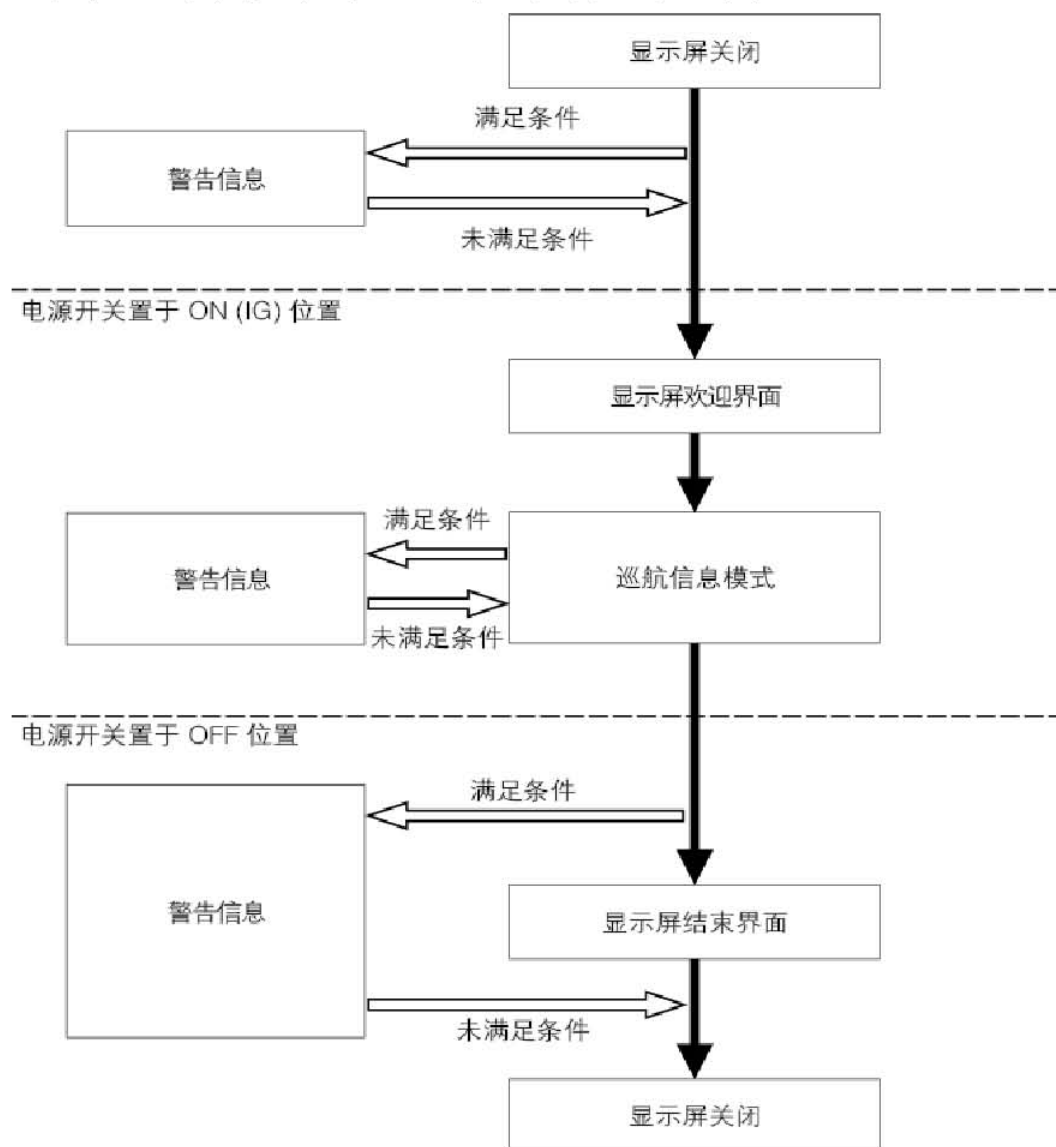 显示屏关闭
满足条件
警告信息
未满足条件
电源开关置于 ON (IG) 位置
显示屏欢迎界面
满足条件
警告信息
巡航信息模式
未满足条件
电源开关置于 OFF 位置
满足条件
警告信息
显示屏结束界面
未满足条件
显示屏关闭